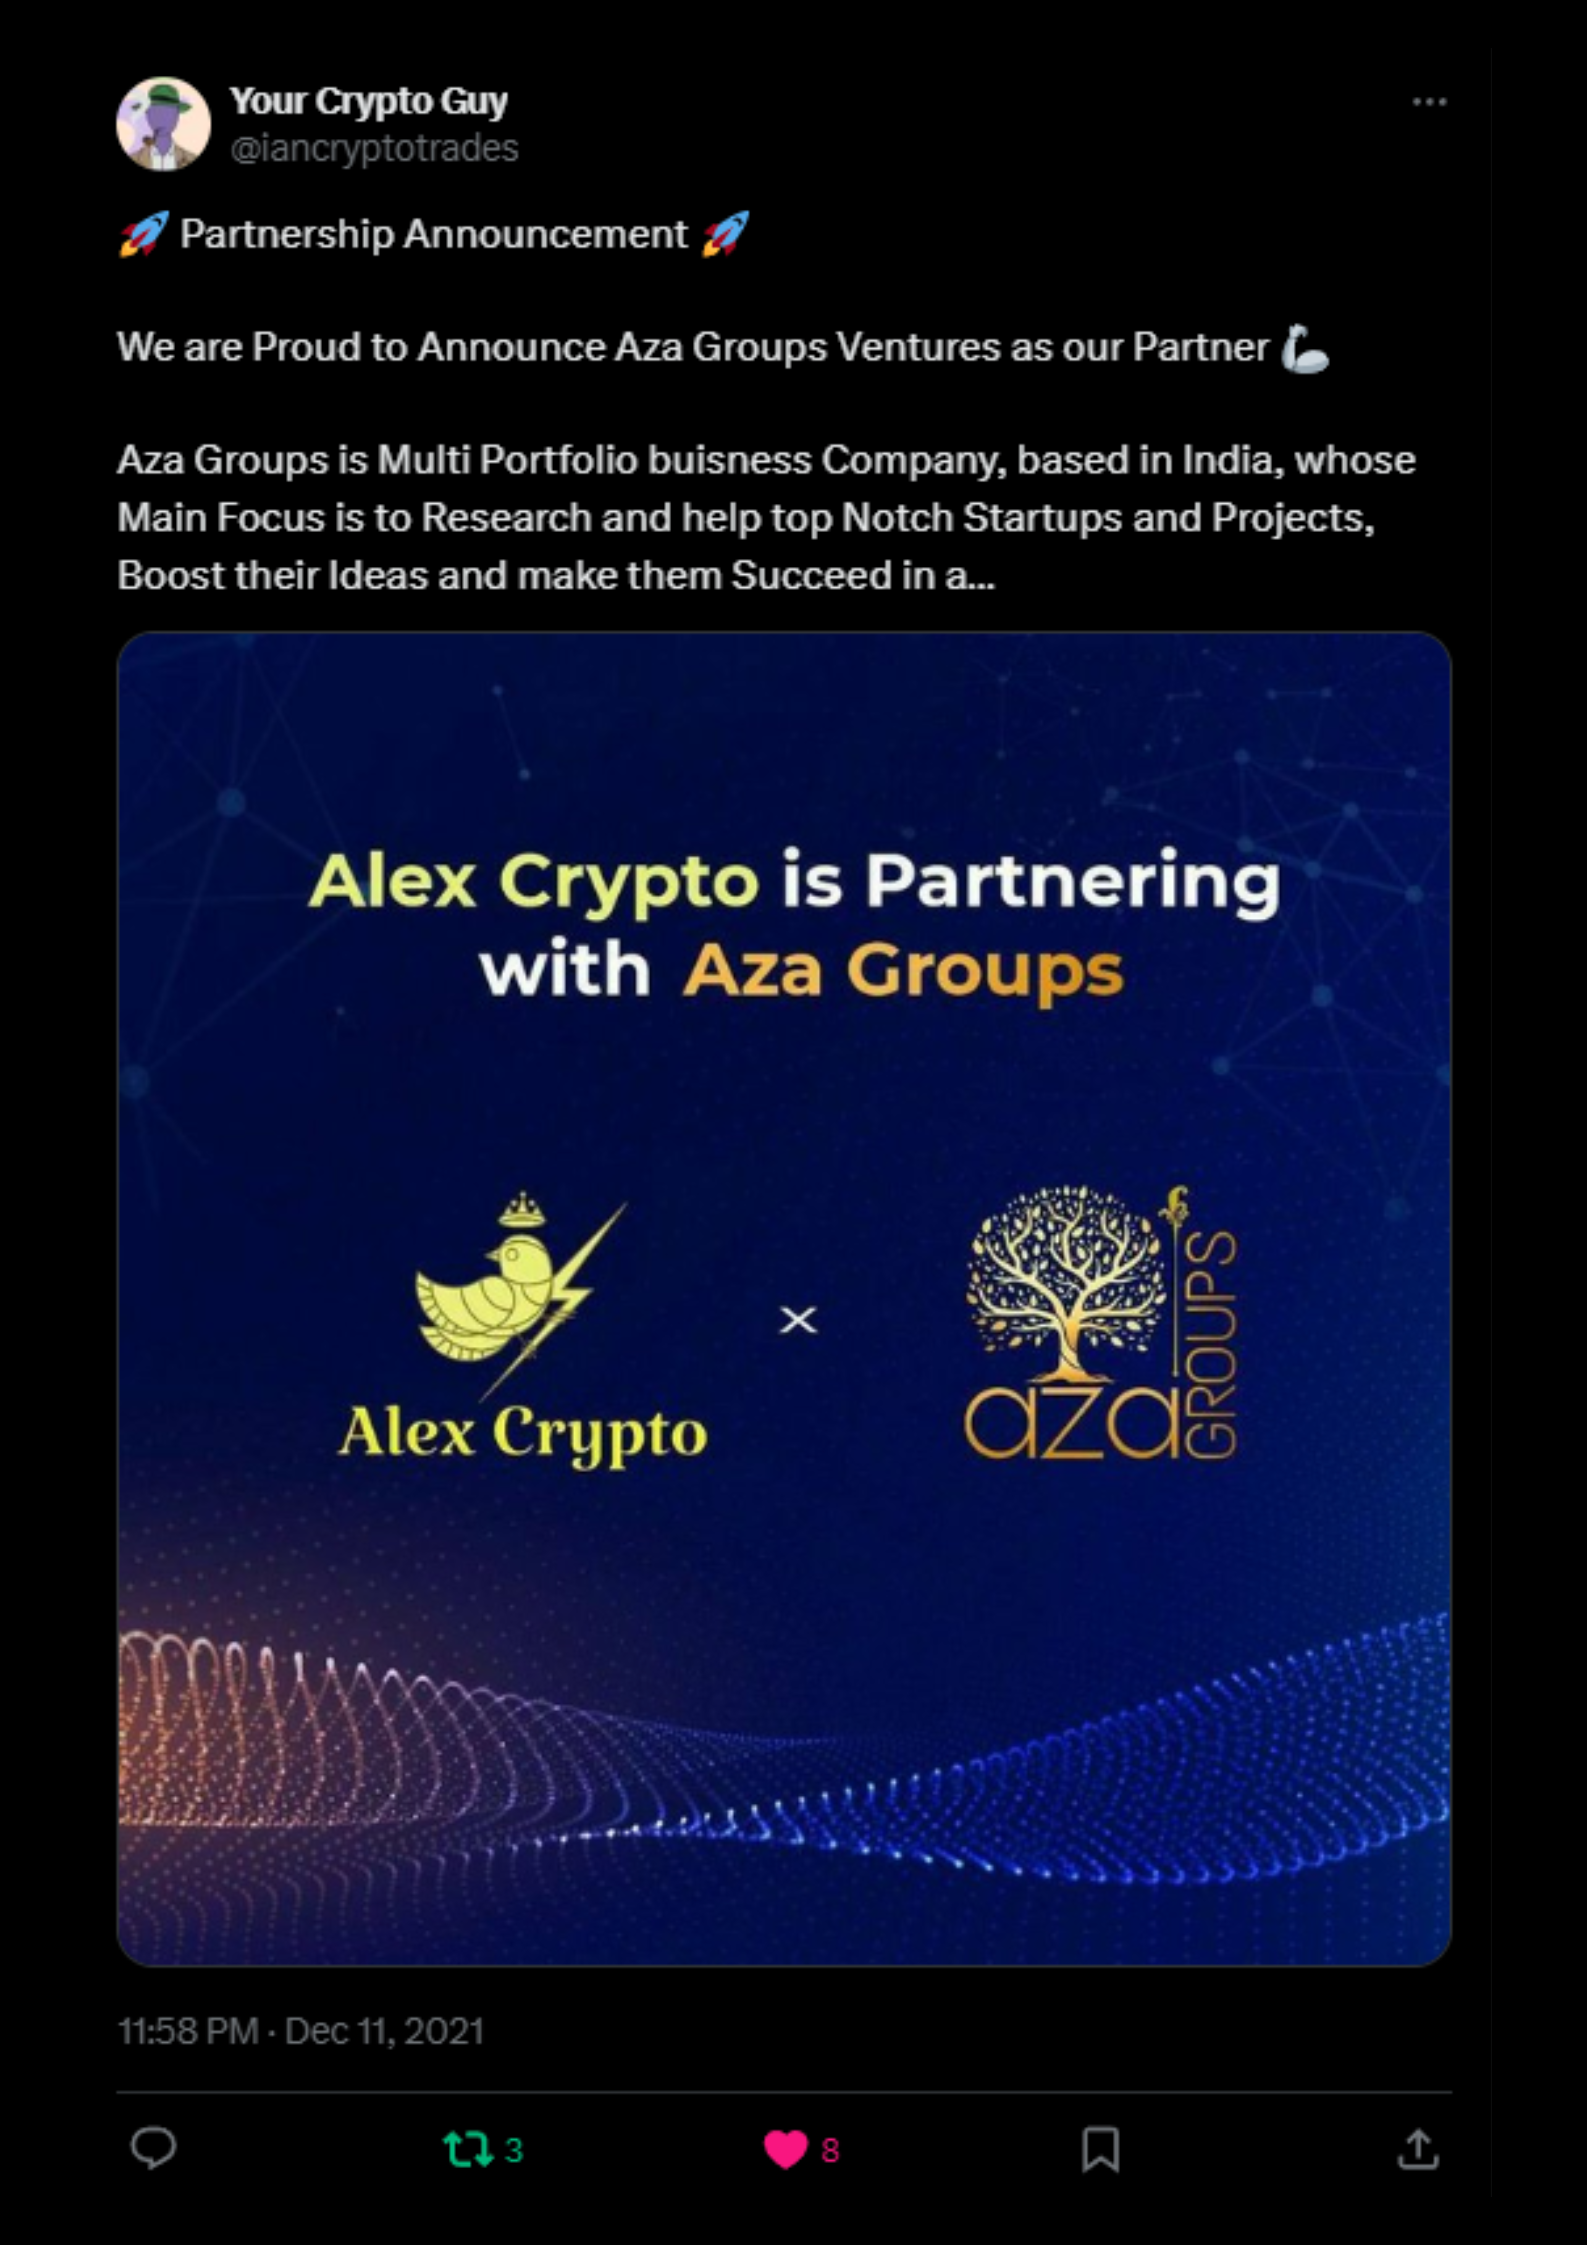 Your Crypto Guy
@iancryptotrades
🚀 Partnership Announcement 🚀
We are Proud to Announce Aza Groups Ventures as our Partner 🦾
Aza Groups is Multi Portfolio buisness Company, based in India, whose
Main Focus is to Research and help top Notch Startups and Projects,
Boost their Ideas and make them Succeed in a...
Alex Crypto is Partnering
with Aza Groups
Alex Crypto
×
aza GROUPS
11:58 PM · Dec 11, 2021
3
8